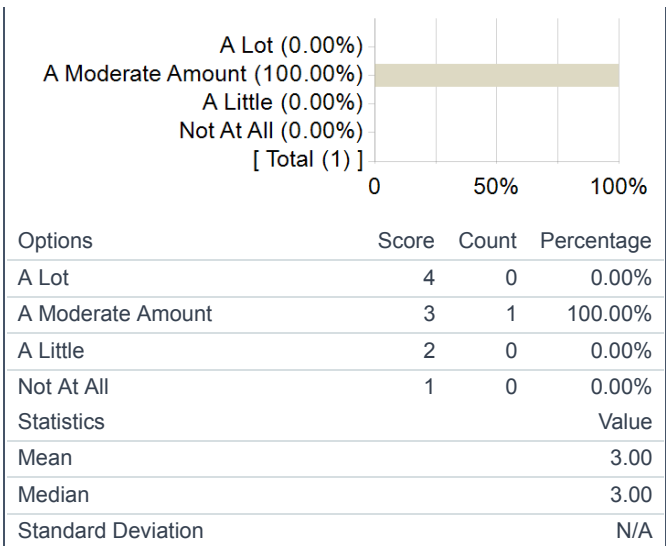 A Lot (0.00%)
A Moderate Amount (100.00%)
A Little (0.00%)
Not At All (0.00%)
[ Total (1) ]
0 50% 100%
Options Score Count Percentage
A Lot 4 0 0.00%
A Moderate Amount 3 1 100.00%
A Little 2 0 0.00%
Not At All 1 0 0.00%
Statistics Value
Mean 3.00
Median 3.00
Standard Deviation N/A